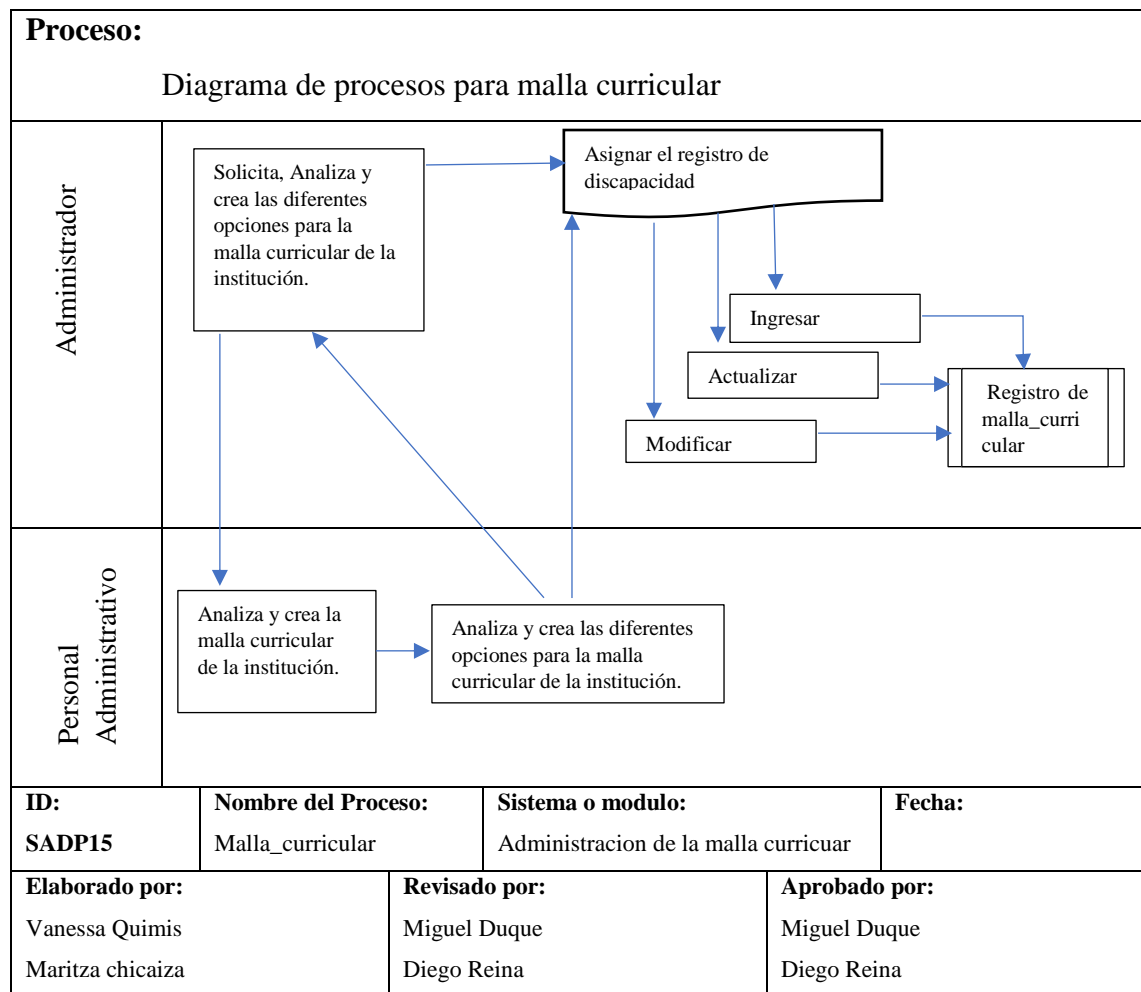 Proceso:
Diagrama de procesos para malla curricular
Administrador
Solicita, Analiza y
crea las diferentes
opciones para la
malla curricular de la
institución.
Asignar el registro de
discapacidad
Ingresar
Actualizar
Modificar
Registro de
malla_curri
cular
Personal
Administrativo
Analiza y crea la
malla curricular
de la institución.
Analiza y crea las diferentes
opciones para la malla
curricular de la institución.
ID:
SADP15
Nombre del Proceso:
Malla_curricular
Sistema o modulo:
Administracion de la malla curricuar
Fecha:
Elaborado por:
Vanessa Quimis
Maritza chicaiza
Revisado por:
Miguel Duque
Diego Reina
Aprobado por:
Miguel Duque
Diego Reina